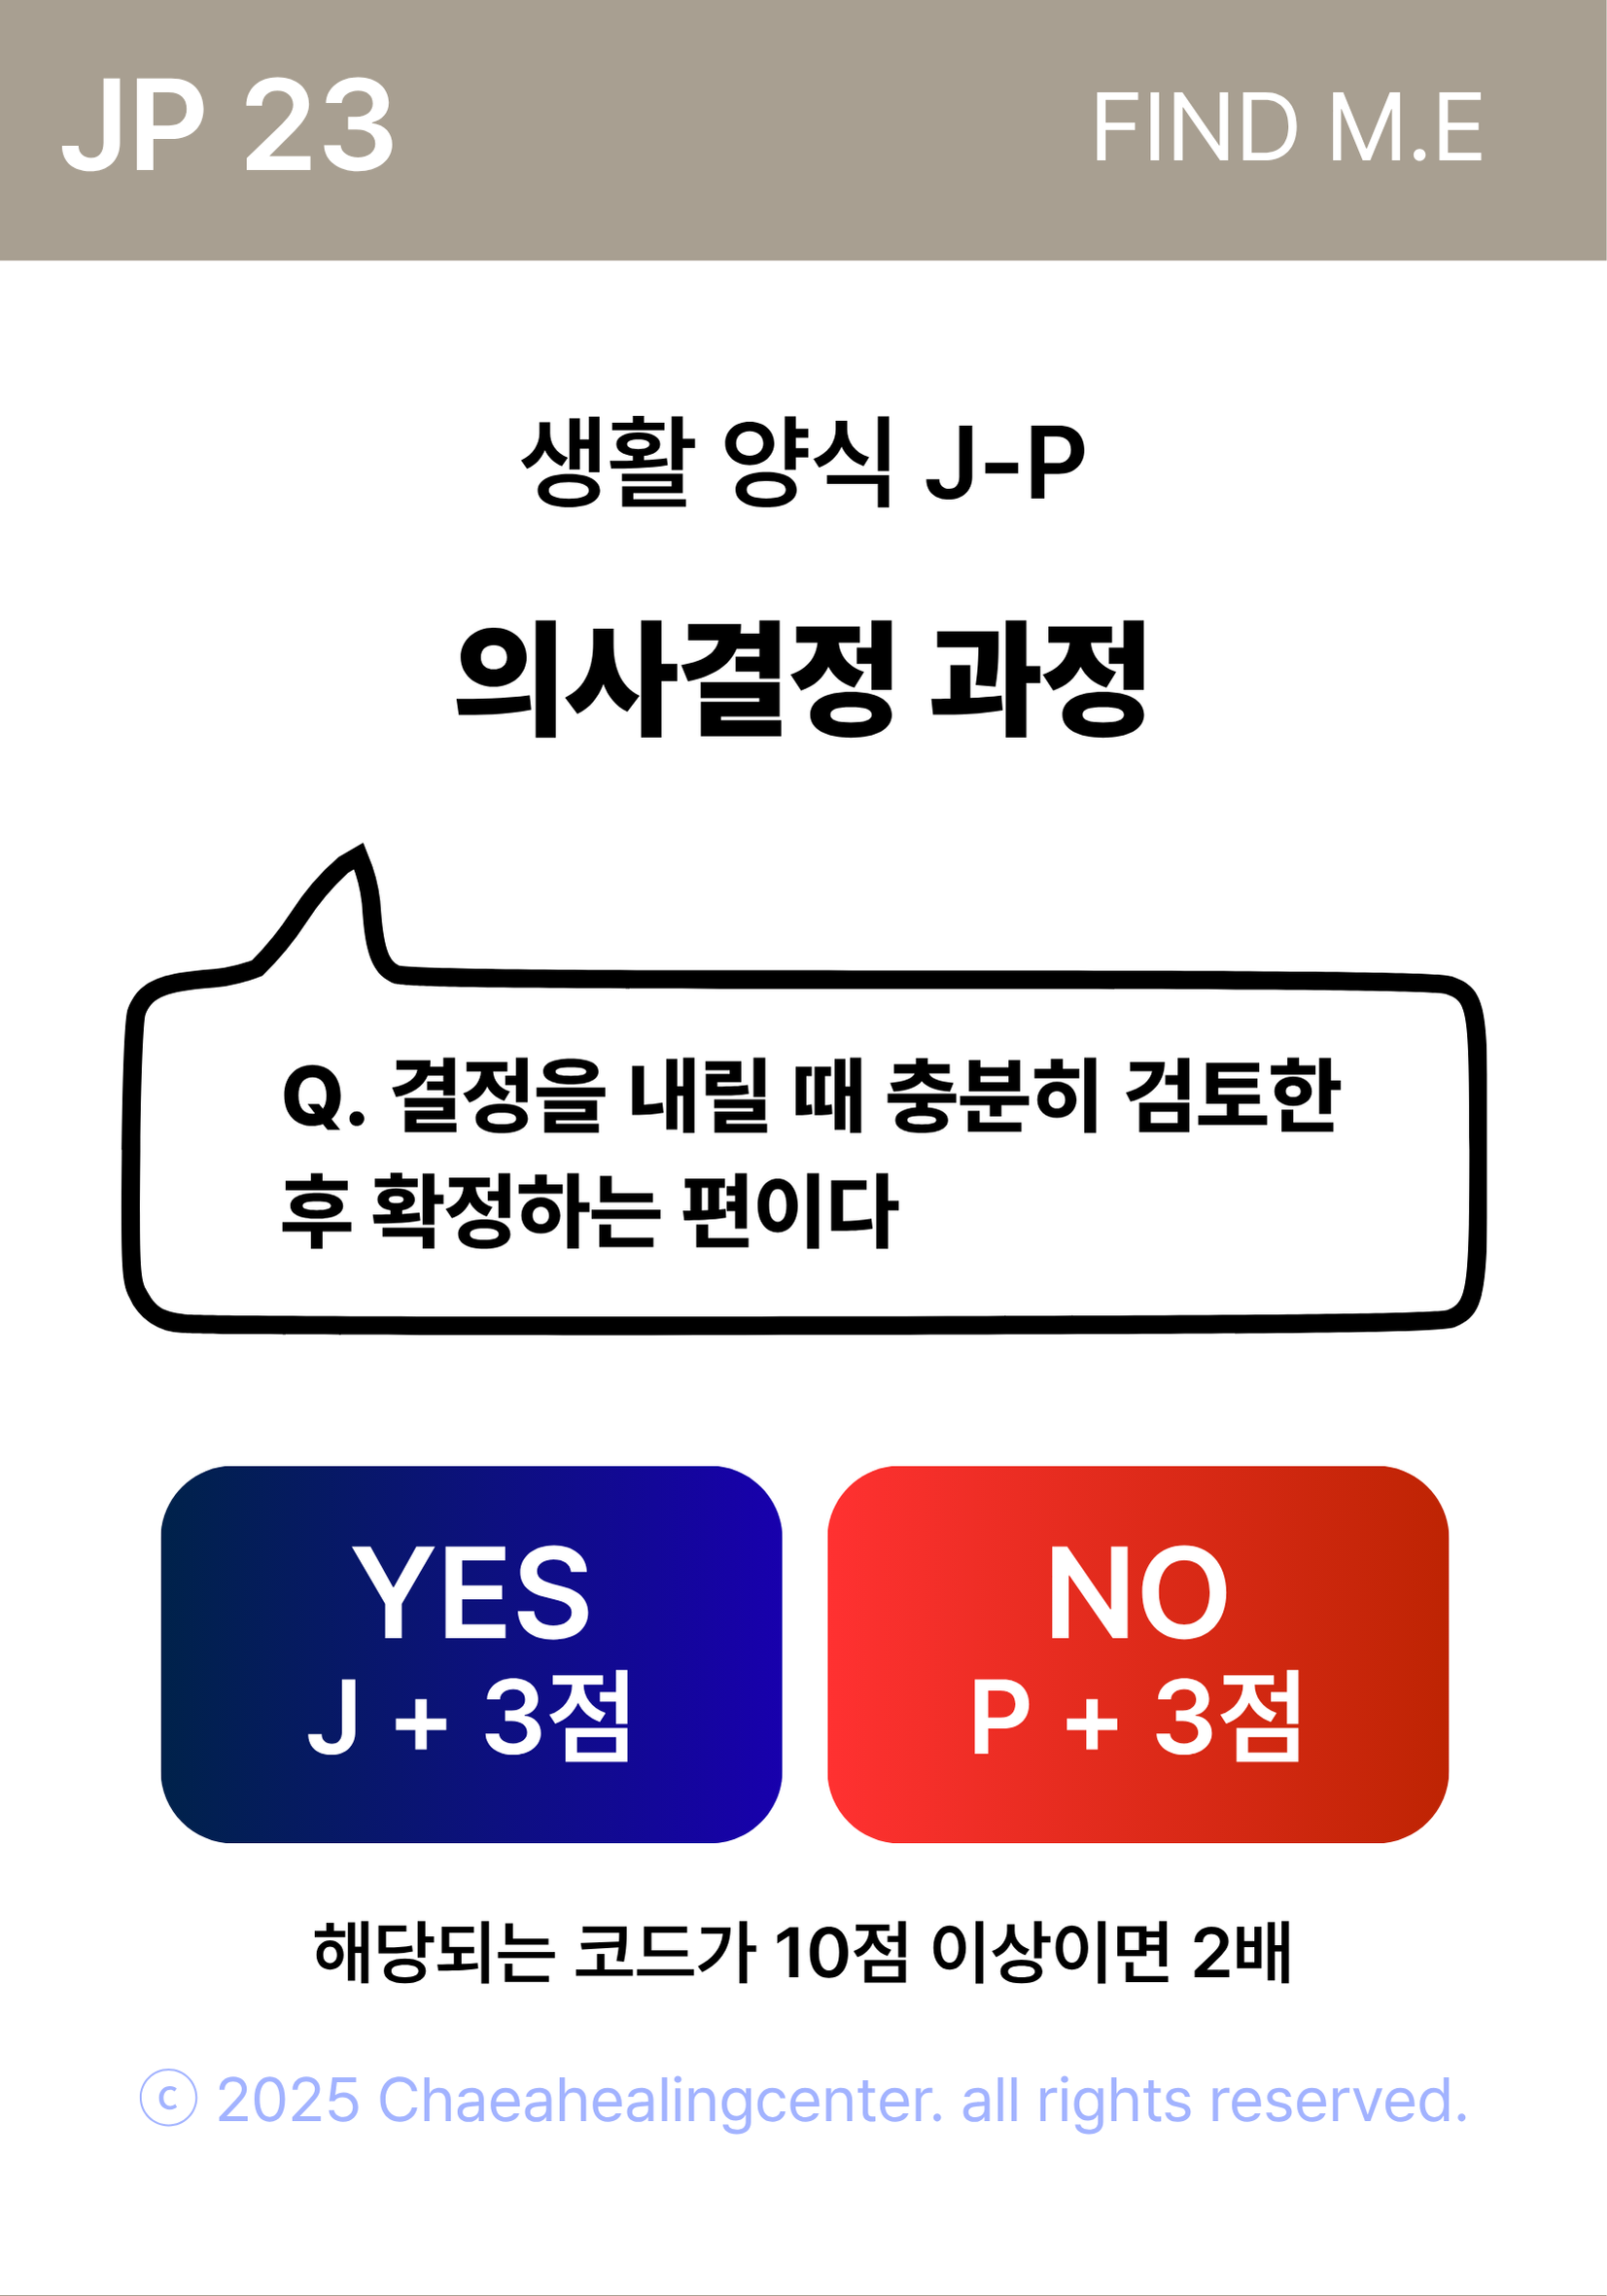 JP 23
FIND M.E
생활 양식 J-P
의사결정 과정
Q. 결정을 내릴 때 충분히 검토한
후 확정하는 편이다
YES
J + 3점
NO
P + 3점
해당되는 코드가 10점 이상이면 2배
© 2025 Chaeahealingcenter. all rights reserved.